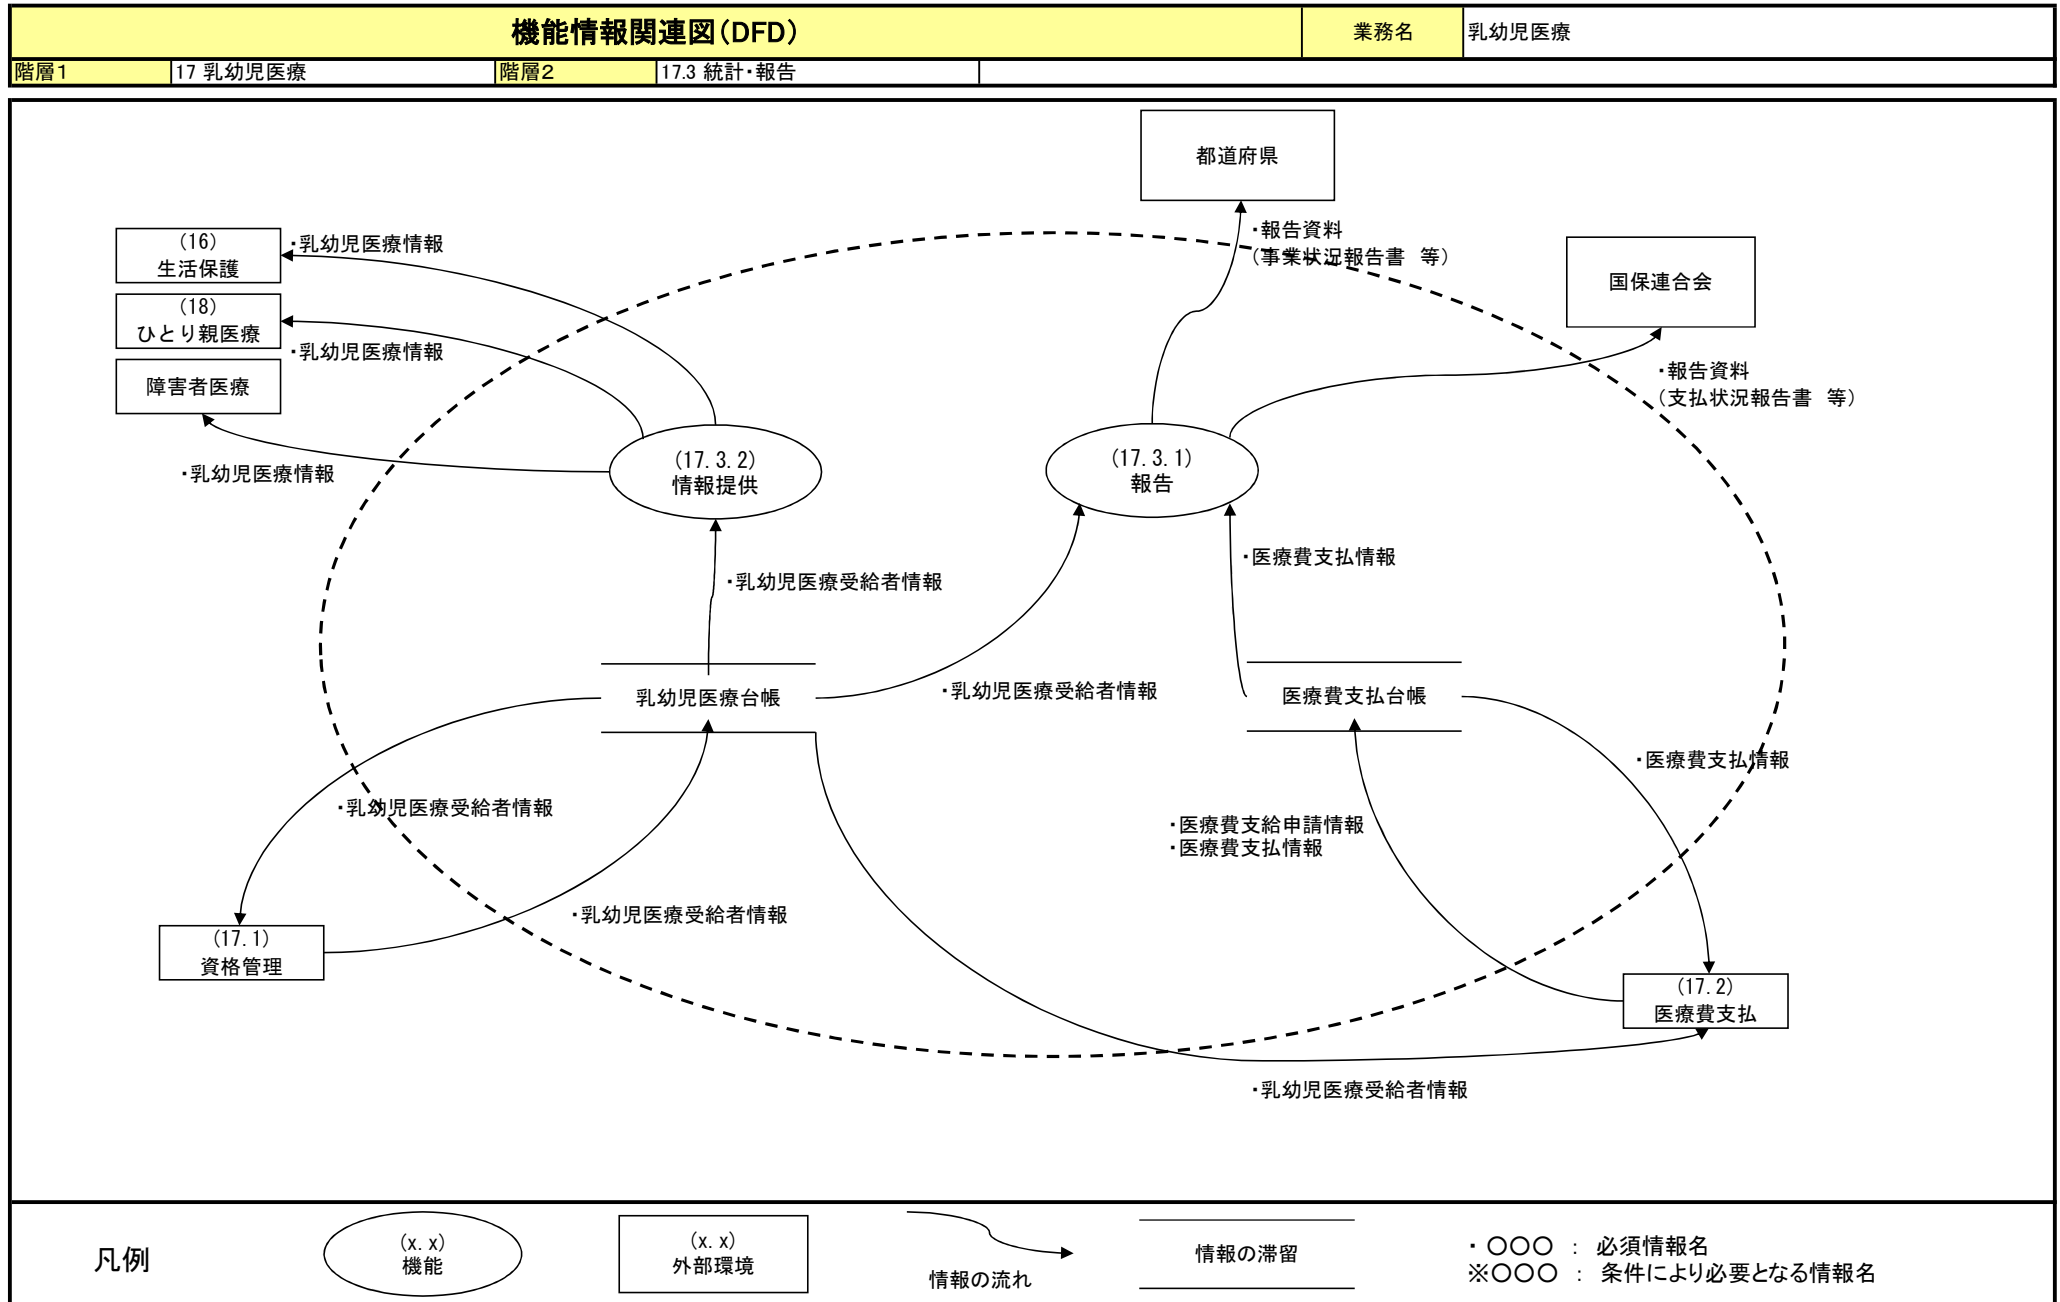 機能情報関連図(DFD)
業務名
乳幼児医療
階層1
17 乳幼児医療
階層2
17.3 統計・報告
都道府県
・報告資料
(事業状況報告書 等)
(16)
生活保護
・乳幼児医療情報
国保連合会
(18)
ひとり親医療
・乳幼児医療情報
・報告資料
(支払状況報告書 等)
障害者医療
・乳幼児医療情報
(17.3.2)
情報提供
(17.3.1)
報告
・医療費支払情報
・乳幼児医療受給者情報
乳幼児医療台帳
・乳幼児医療受給者情報
医療費支払台帳
・医療費支払情報
・乳幼児医療受給者情報
・医療費支給申請情報
・医療費支払情報
・乳幼児医療受給者情報
(17.1)
資格管理
(17.2)
医療費支払
・乳幼児医療受給者情報
凡例
(x.x)
機能
(x.x)
外部環境
情報の流れ
情報の滞留
・ ○○○ : 必須情報名
※○○○ : 条件により必要となる情報名